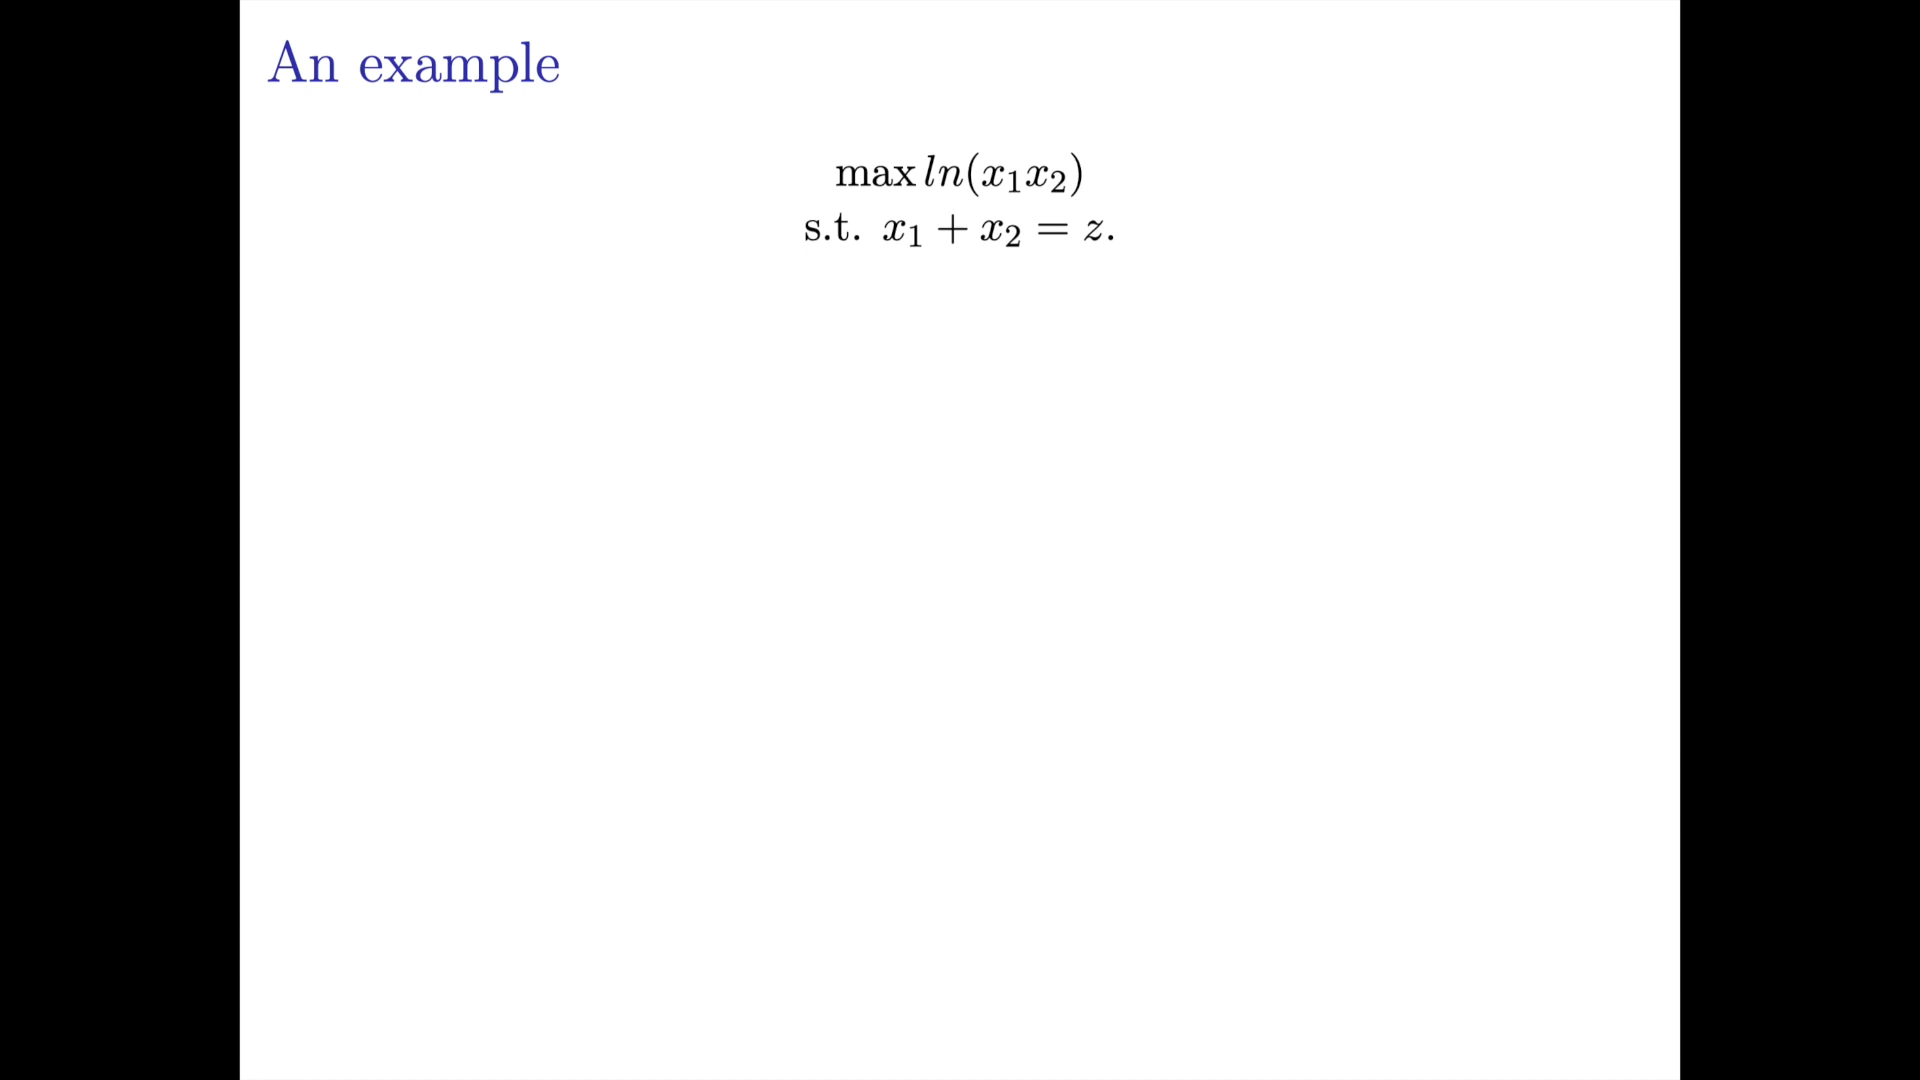 An example
max ln(x₁x₂)
s.t. x₁ + x₂ = z.